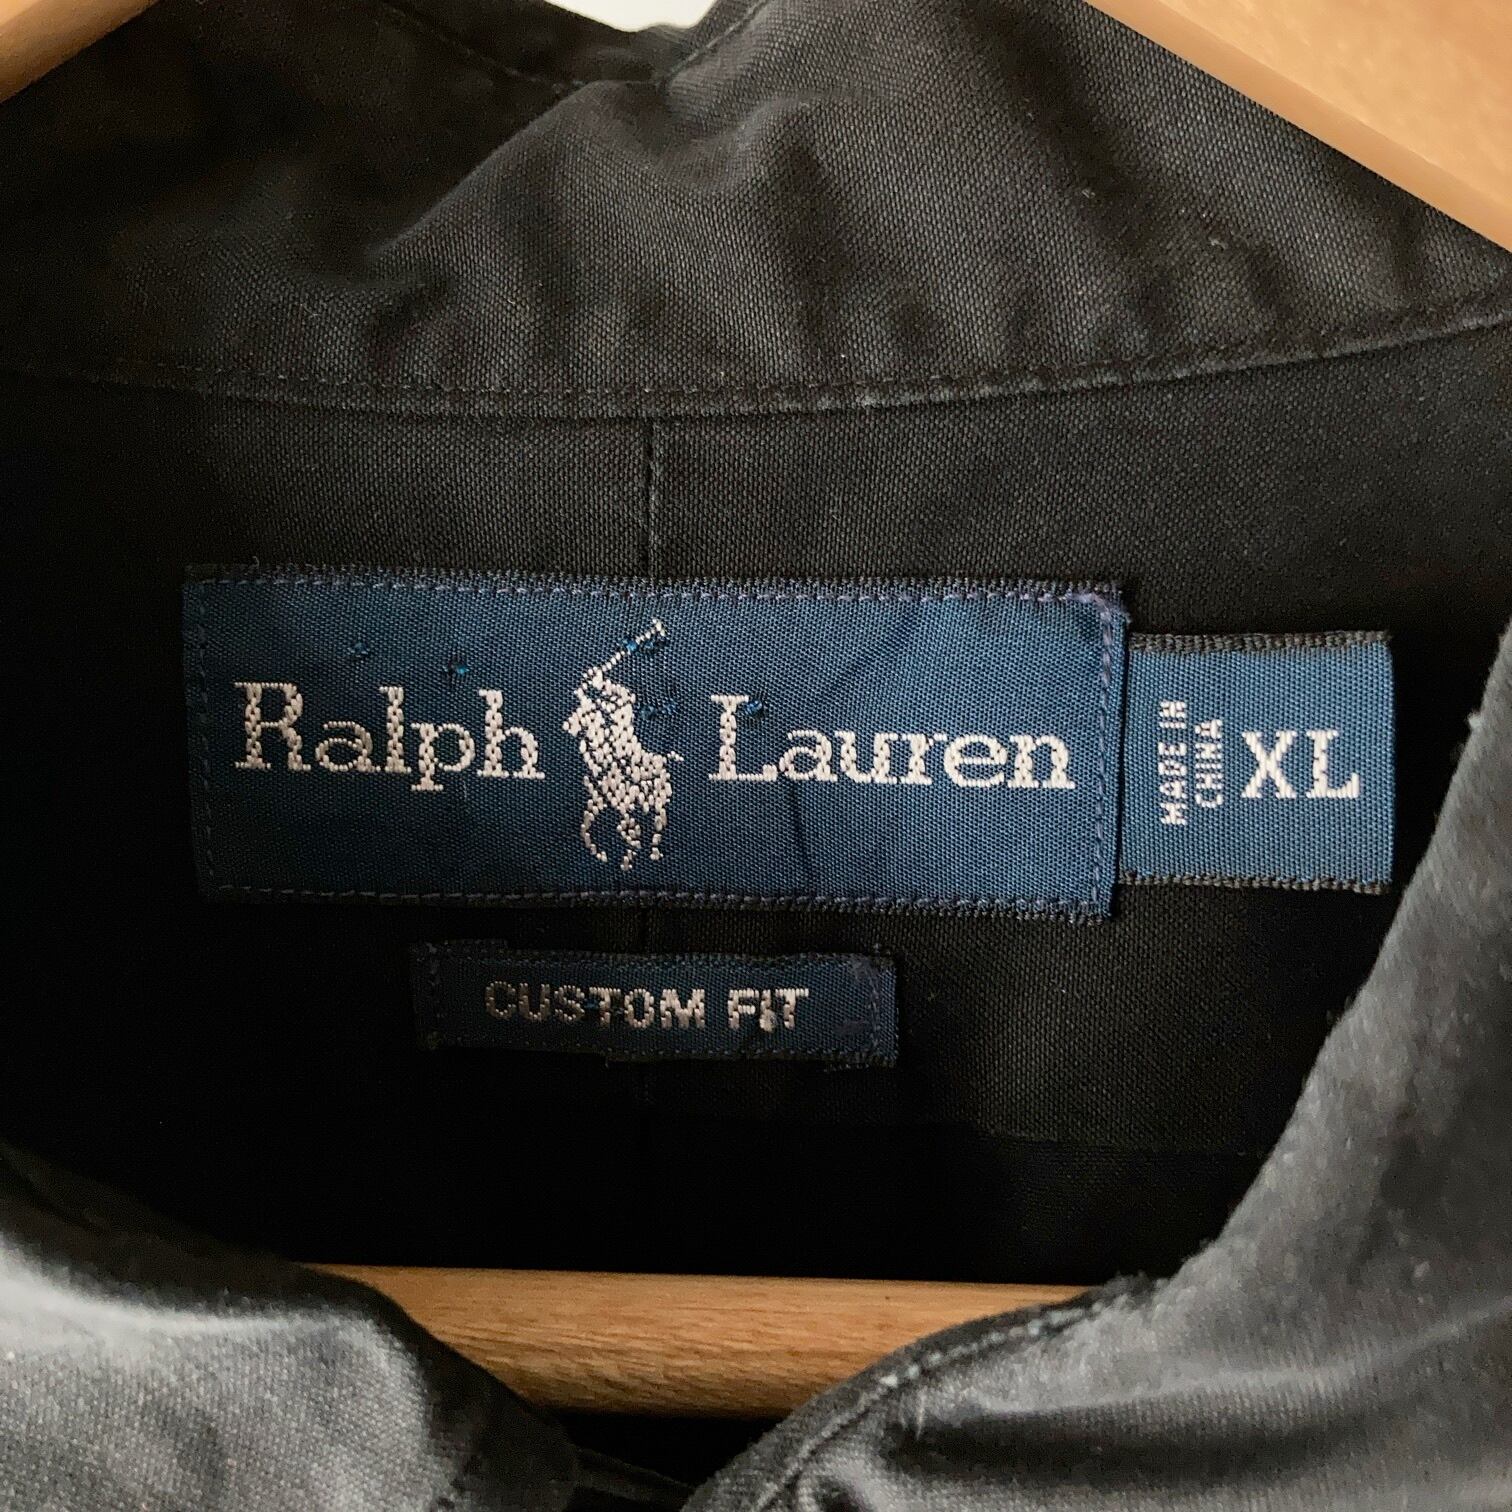 Ralph Lauren
MADE IN
CHINA
XL
CUSTOM FIT